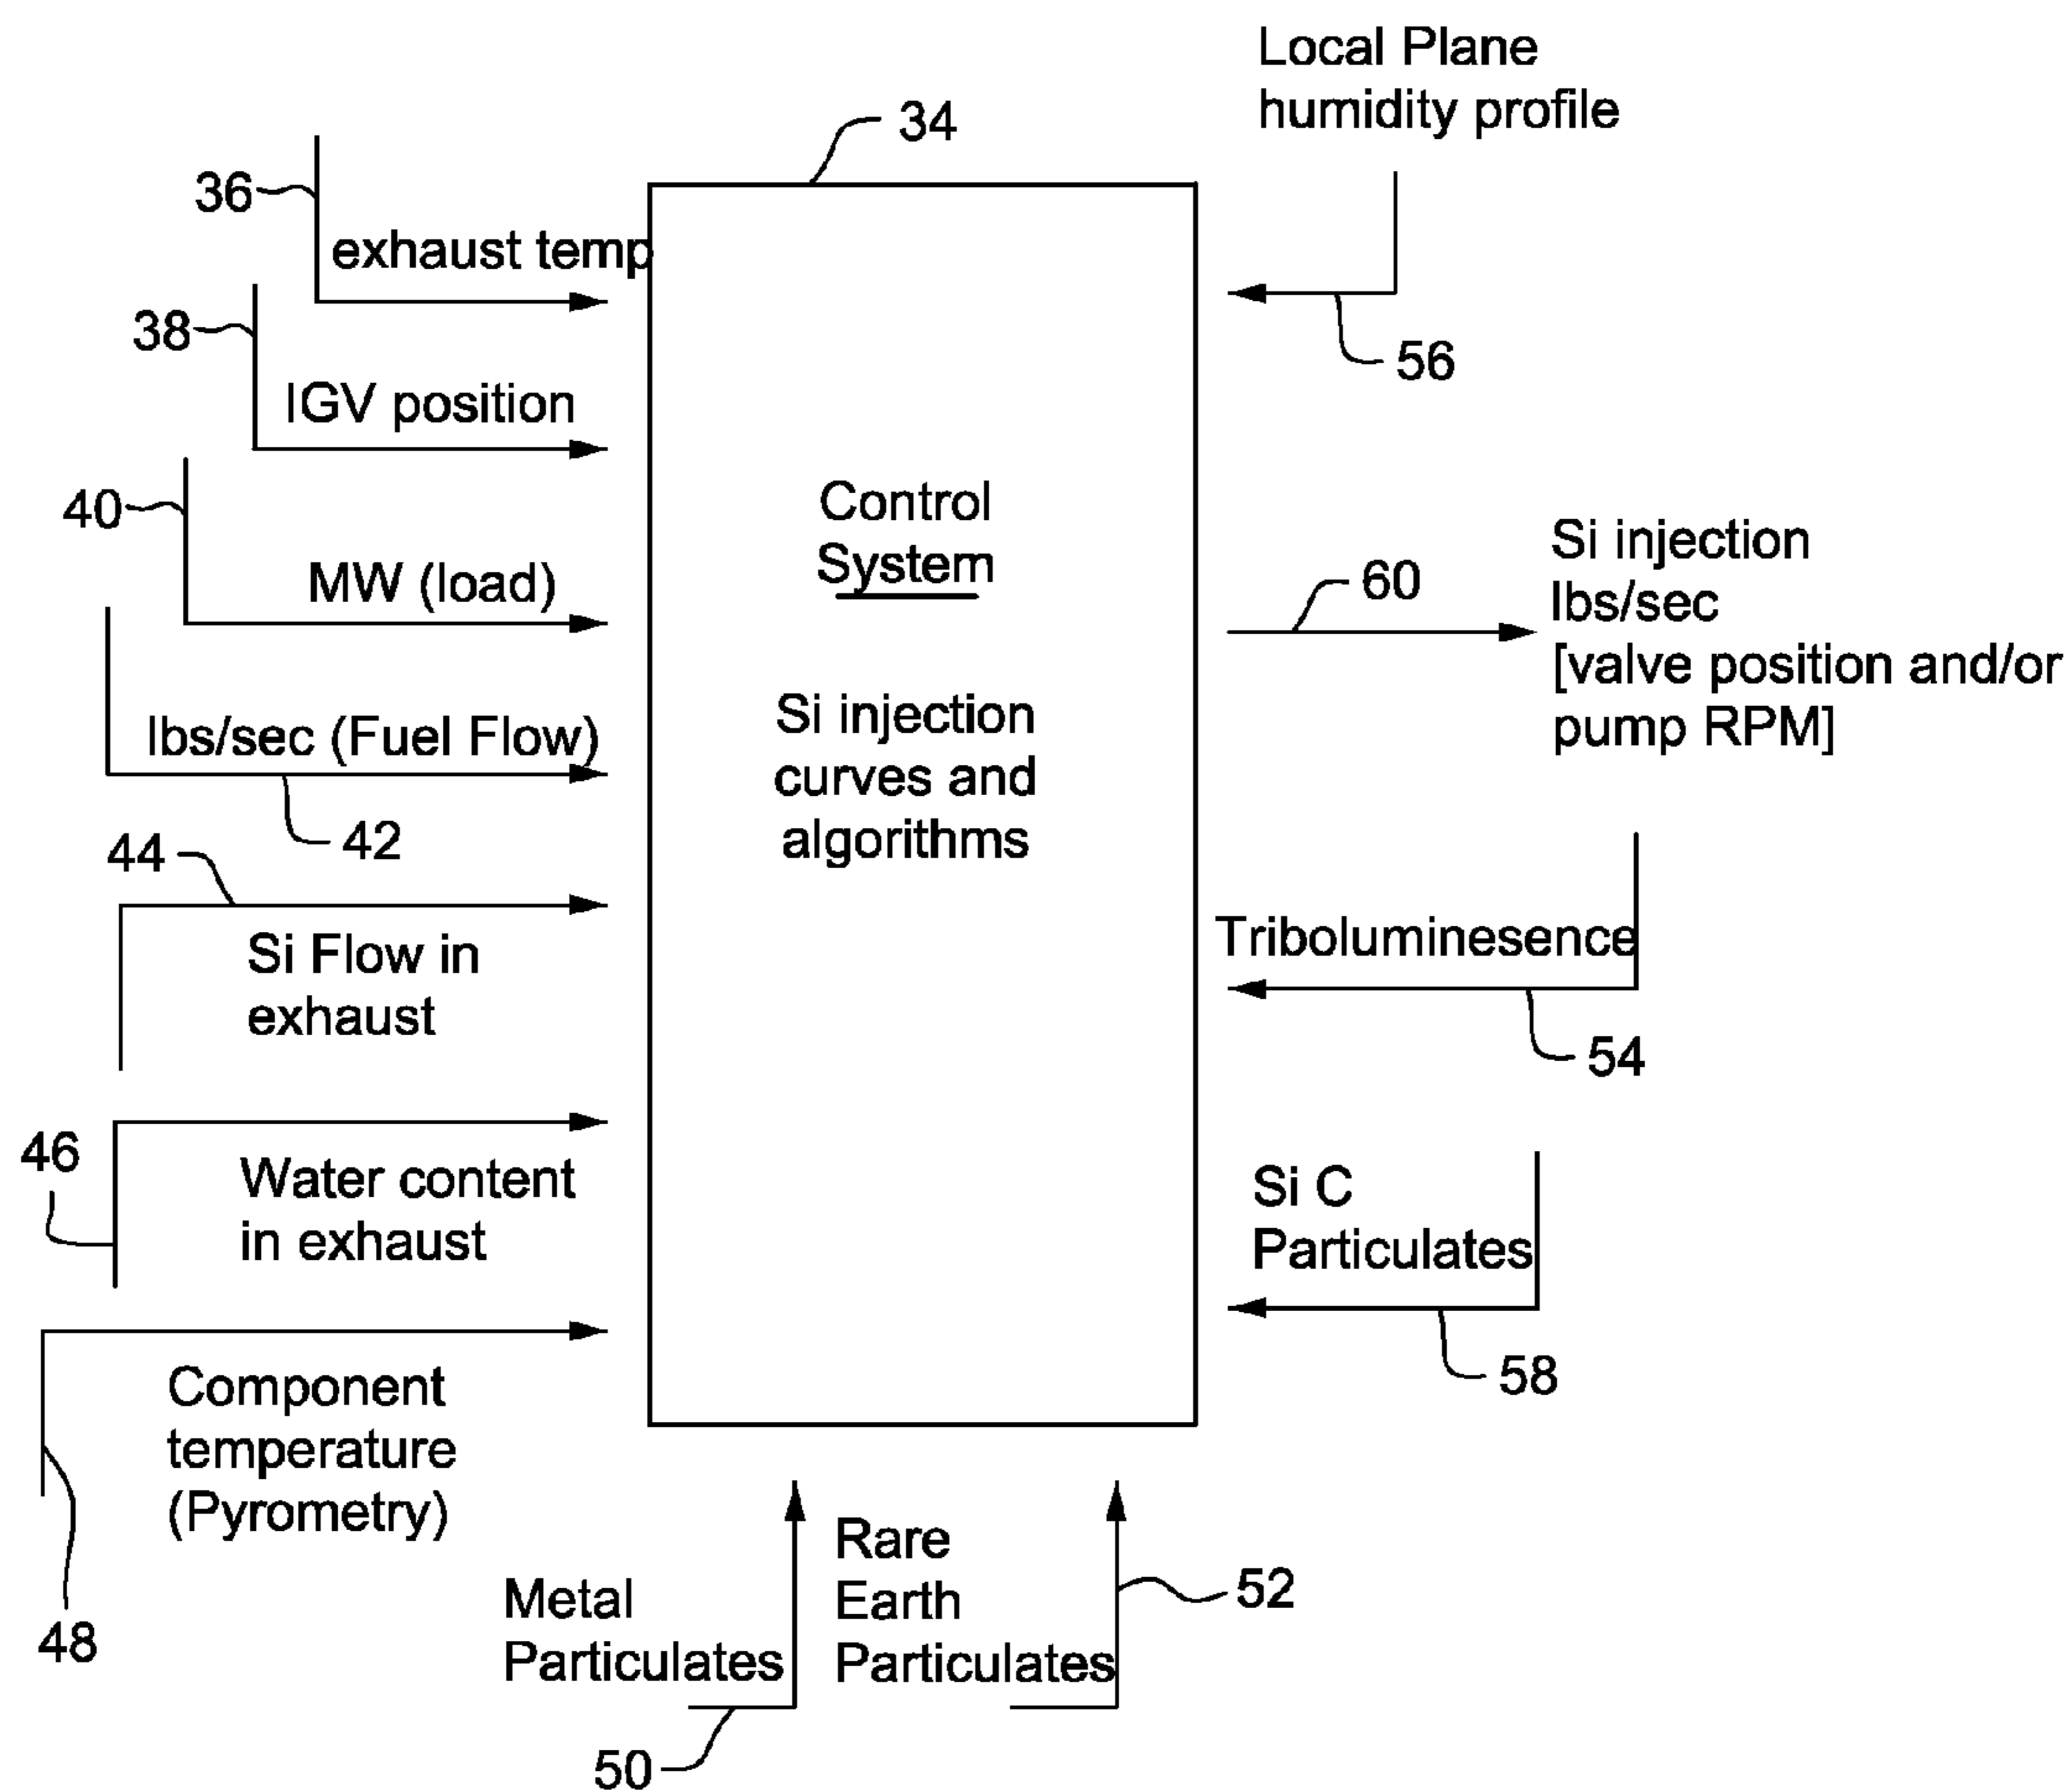 Local Plane
humidity profile
34
36
exhaust temp
38
IGV position
56
40
Control
System
MW (load)
60
Si injection
lbs/sec
[valve position and/or
pump RPM]
Si injection
curves and
algorithms
lbs/sec (Fuel Flow)
42
44
Si Flow in
exhaust
Triboluminesence
54
46
Water content
in exhaust
Si C
Particulates
58
Component
temperature
(Pyrometry)
48
Metal
Particulates
50
Rare
Earth
Particulates
52